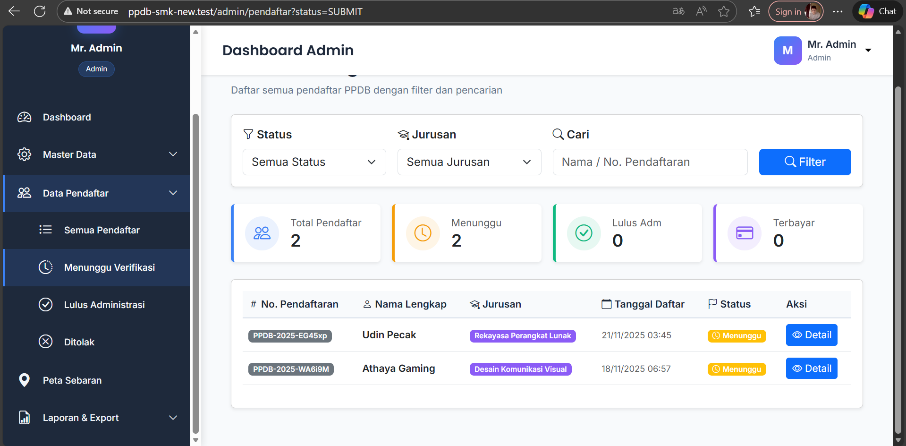 Not secure
ppdb-smk-new.test/admin/pendaftar?status=SUBMIT
Sign in
Chat
Mr. Admin
Admin
Dashboard
Master Data
Data Pendaftar
Semua Pendaftar
Menunggu Verifikasi
Lulus Administrasi
Ditolak
Peta Sebaran
Laporan & Export
Dashboard Admin
M
Mr. Admin
Admin
Daftar semua pendaftar PPDB dengan filter dan pencarian
Status Jurusan Cari
Semua Status Semua Jurusan Nama / No. Pendaftaran Filter
Total Pendaftar
2
Menunggu
2
Lulus Adm
0
Terbayar
0
# No. Pendaftaran Nama Lengkap Jurusan Tanggal Daftar Status Aksi
PPDB-2025-EG45xp Udin Pecak Rekayasa Perangkat Lunak 21/11/2025 03:45 Menunggu Detail
PPDB-2025-WA6i9M Athaya Gaming Desain Komunikasi Visual 18/11/2025 06:57 Menunggu Detail